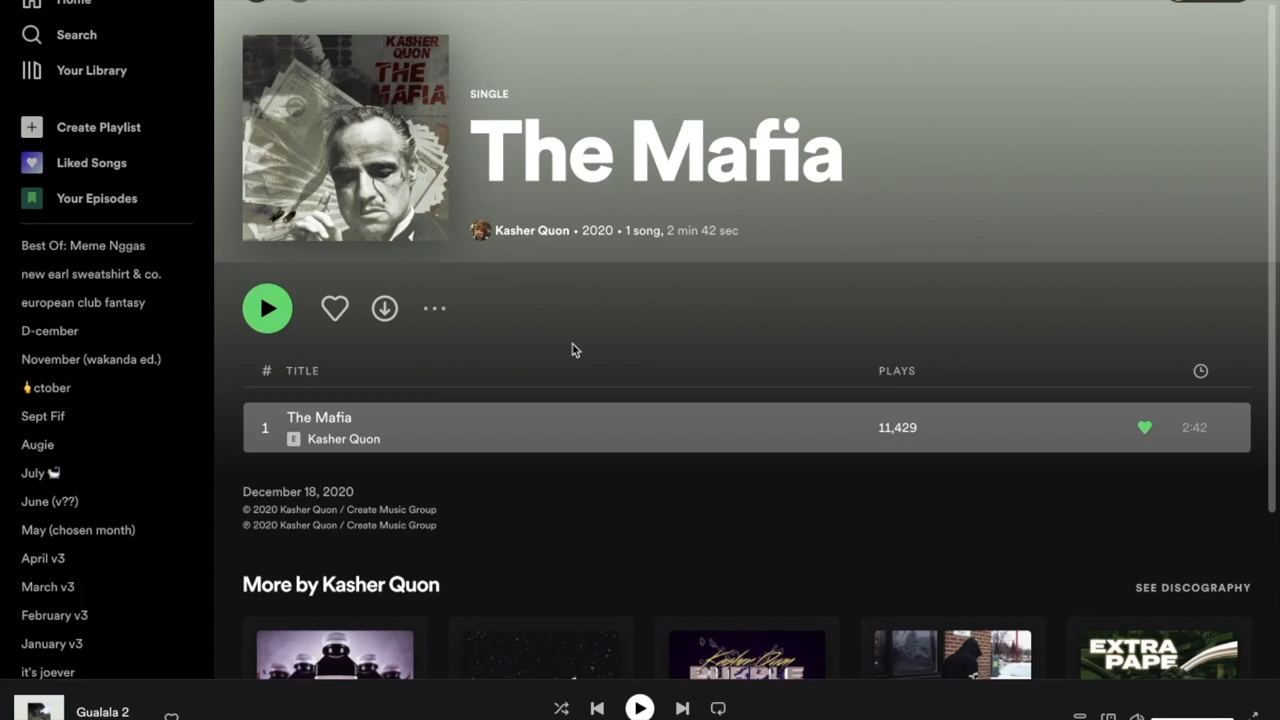 Home
Search
Your Library
Create Playlist
Liked Songs
Your Episodes
Best Of: Meme Nggas
new earl sweatshirt & co.
european club fantasy
D-cember
November (wakanda ed.)
🖕ctober
Sept Fif
Augie
July 🛀
June (v??)
May (chosen month)
April v3
March v3
February v3
January v3
it's joever
KASHER
QUON
THE
MAFIA
SINGLE
The Mafia
Kasher Quon • 2020 • 1 song, 2 min 42 sec
# TITLE PLAYS
1 The Mafia 11,429 2:42
E Kasher Quon
December 18, 2020
© 2020 Kasher Quon / Create Music Group
℗ 2020 Kasher Quon / Create Music Group
More by Kasher Quon
SEE DISCOGRAPHY
Kasher Quon
PURPLE
EXTRA
PAPE
Gualala 2